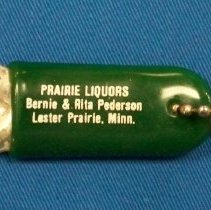 PRAIRIE LIQUORS
Bernie & Rita Pederson
Lester Prairie, Minn.